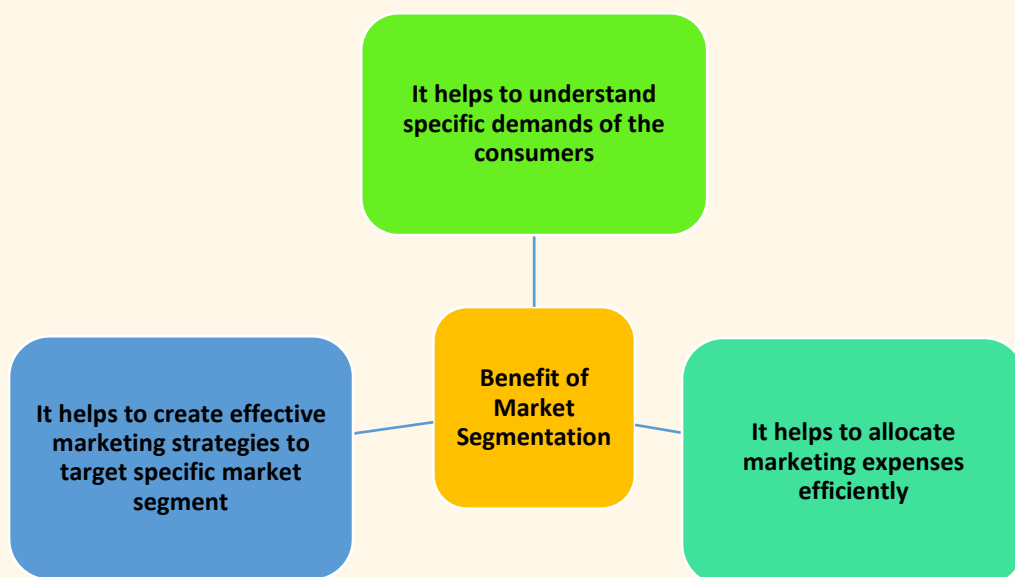 It helps to understand
specific demands of the
consumers
Benefit of
Market
Segmentation
It helps to create effective
marketing strategies to
target specific market
segment
It helps to allocate
marketing expenses
efficiently